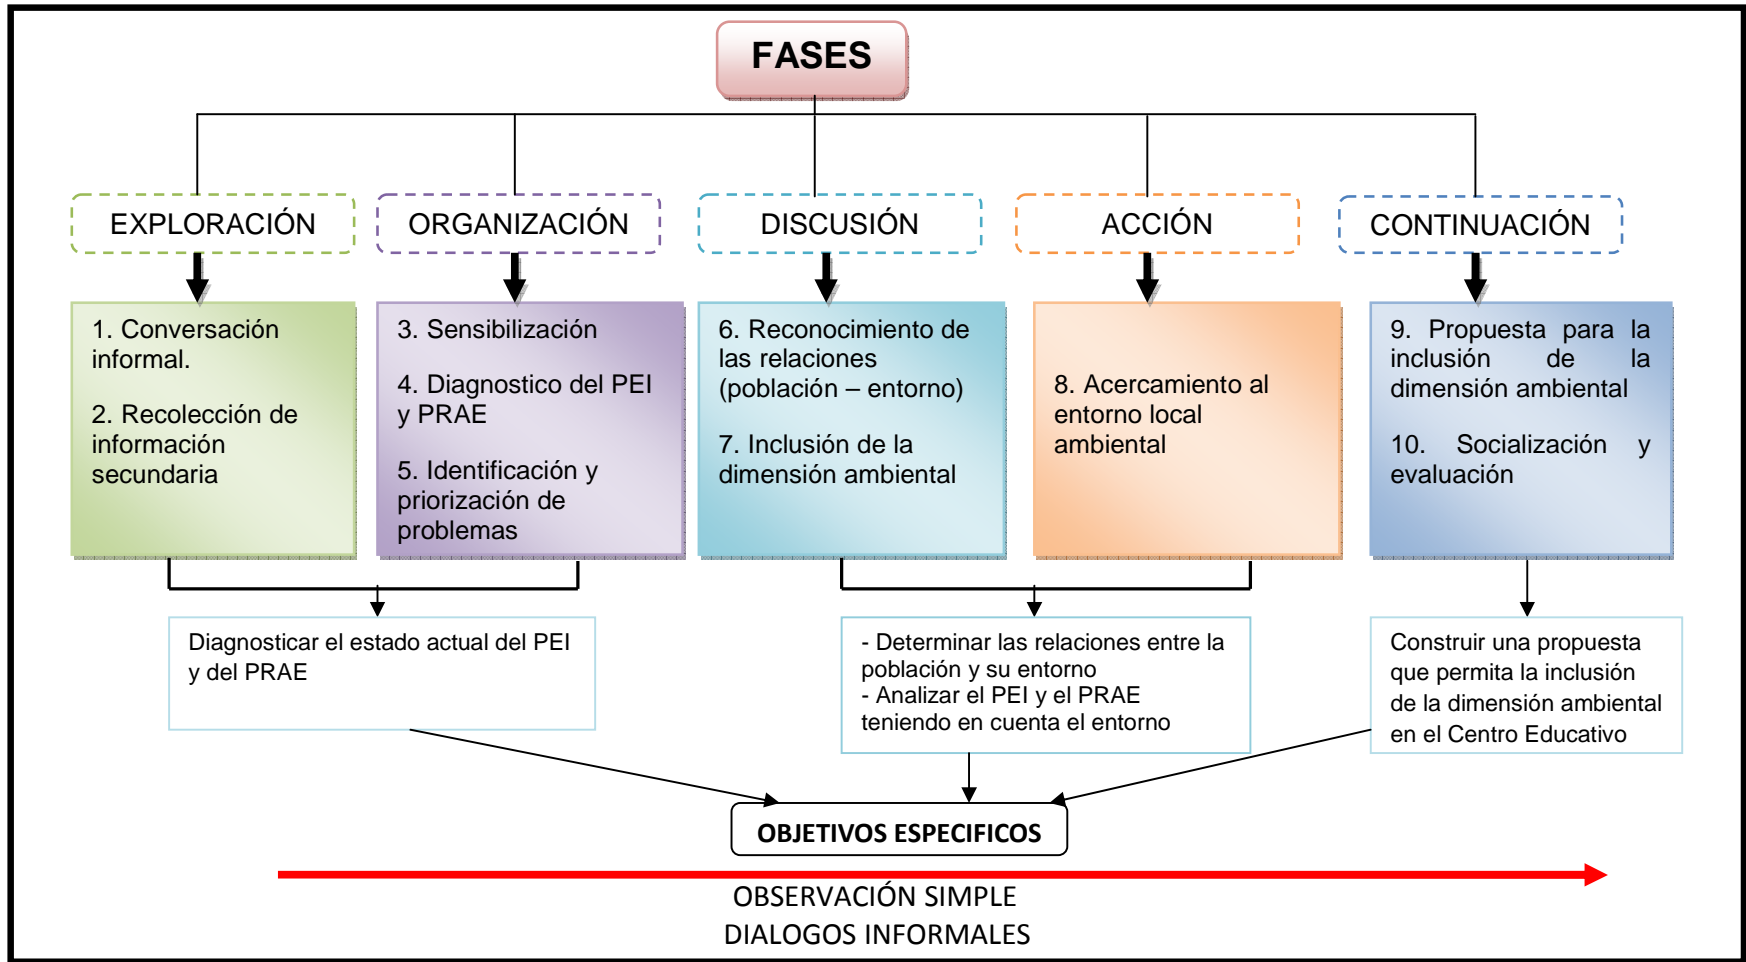 FASES
EXPLORACIÓN
ORGANIZACIÓN
DISCUSIÓN
ACCIÓN
CONTINUACIÓN
1. Conversación
informal.
2. Recolección de
información
secundaria
3. Sensibilización
4. Diagnostico del PEI
y PRAE
5. Identificación y
priorización de
problemas
6. Reconocimiento de
las relaciones
(población – entorno)
7. Inclusión de la
dimensión ambiental
8. Acercamiento al
entorno local
ambiental
9. Propuesta para la
inclusión de la
dimensión ambiental
10. Socialización y
evaluación
Diagnosticar el estado actual del PEI
y del PRAE
- Determinar las relaciones entre la
población y su entorno
- Analizar el PEI y el PRAE
teniendo en cuenta el entorno
Construir una propuesta
que permita la inclusión
de la dimensión ambiental
en el Centro Educativo
OBJETIVOS ESPECIFICOS
OBSERVACIÓN SIMPLE
DIALOGOS INFORMALES